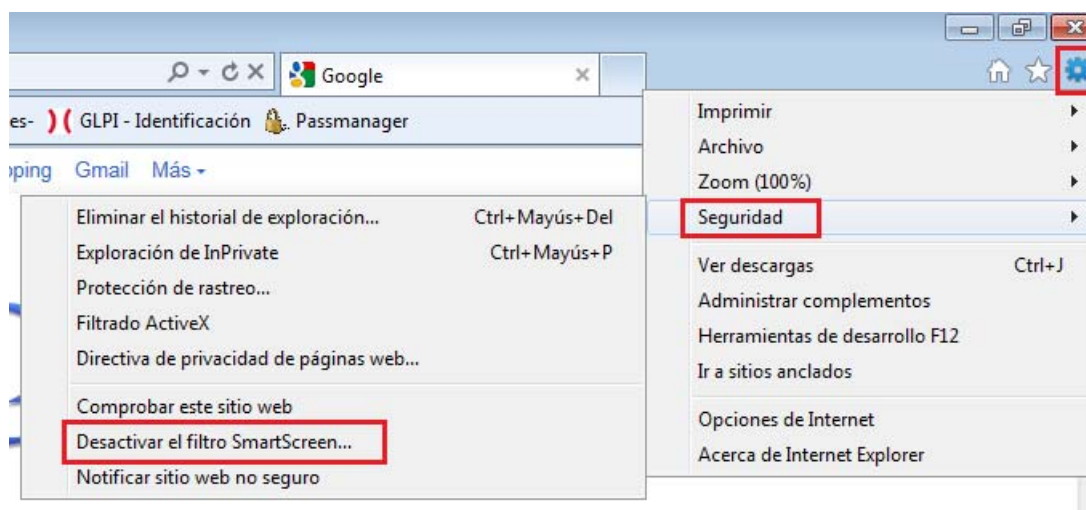 Google
es- GLPI - Identificación Passmanager
pping Gmail Más
Imprimir
Archivo
Zoom (100%)
Seguridad
Ver descargas Ctrl+J
Administrar complementos
Herramientas de desarrollo F12
Ir a sitios anclados
Opciones de Internet
Acerca de Internet Explorer
Eliminar el historial de exploración... Ctrl+Mayús+Del
Exploración de InPrivate Ctrl+Mayús+P
Protección de rastreo...
Filtrado ActiveX
Directiva de privacidad de páginas web...
Comprobar este sitio web
Desactivar el filtro SmartScreen...
Notificar sitio web no seguro